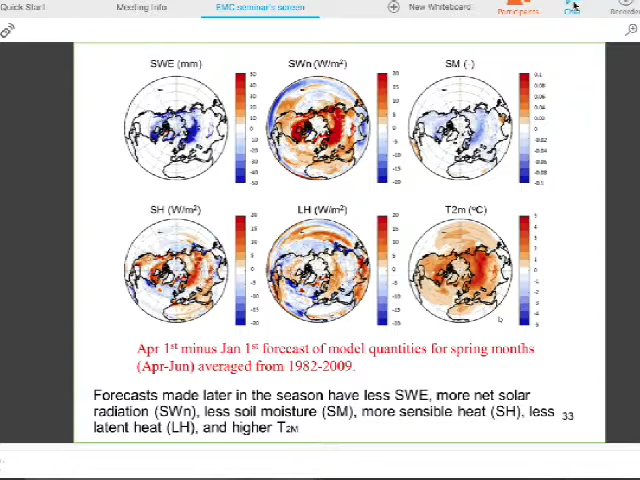 Quick Start
Meeting Info
EMC seminar's screen
New Whiteboard
Participants
Chat
SWE (mm)
SWn (W/m²)
SM (-)
SH (W/m²)
LH (W/m²)
T2m (°C)
Apr 1st minus Jan 1st forecast of model quantities for spring months
(Apr-Jun) averaged from 1982-2009.
Forecasts made later in the season have less SWE, more net solar
radiation (SWn), less soil moisture (SM), more sensible heat (SH), less
latent heat (LH), and higher T2M
33